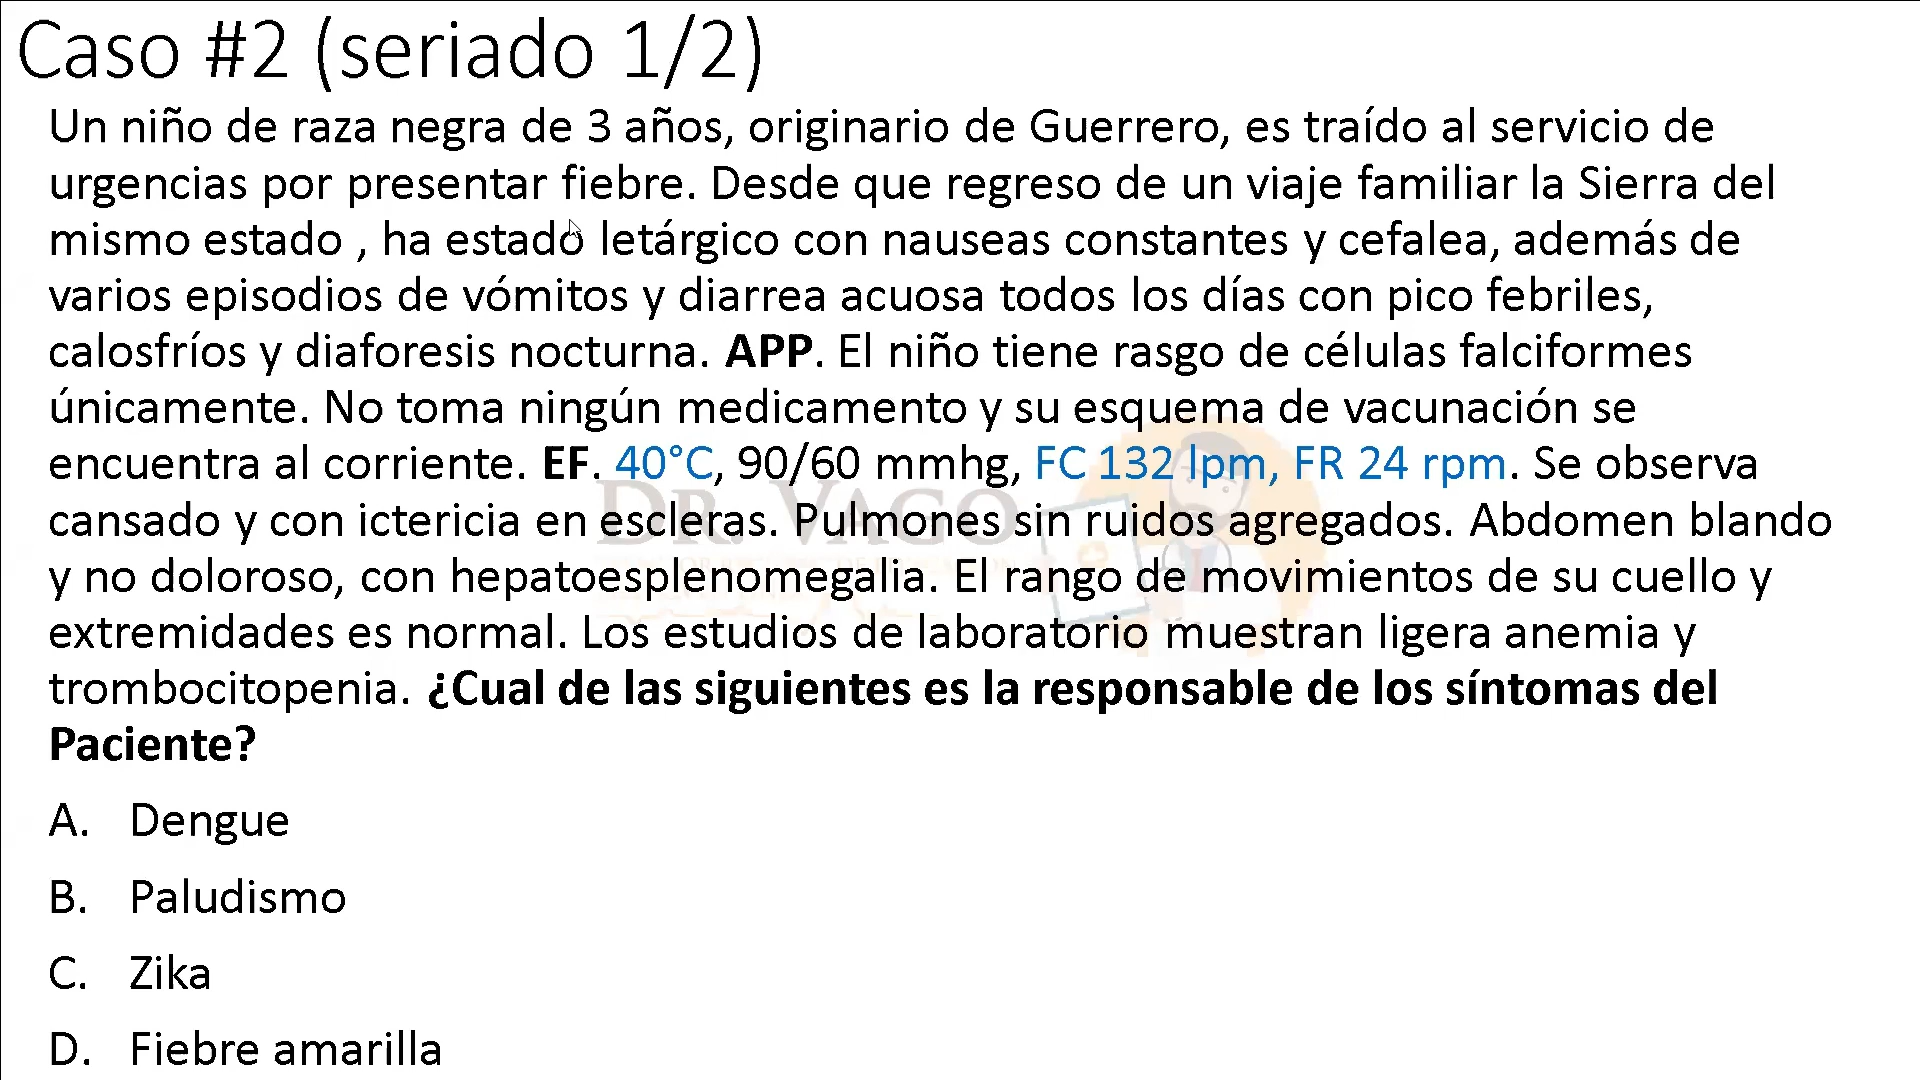 Caso #2 (seriado 1/2)
Un niño de raza negra de 3 años, originario de Guerrero, es traído al servicio de
urgencias por presentar fiebre. Desde que regreso de un viaje familiar la Sierra del
mismo estado , ha estado letárgico con nauseas constantes y cefalea, además de
varios episodios de vómitos y diarrea acuosa todos los días con pico febriles,
calosfríos y diaforesis nocturna. APP. El niño tiene rasgo de células falciformes
únicamente. No toma ningún medicamento y su esquema de vacunación se
encuentra al corriente. EF. 40°C, 90/60 mmhg, FC 132 lpm, FR 24 rpm. Se observa
cansado y con ictericia en escleras. Pulmones sin ruidos agregados. Abdomen blando
y no doloroso, con hepatoesplenomegalia. El rango de movimientos de su cuello y
extremidades es normal. Los estudios de laboratorio muestran ligera anemia y
trombocitopenia. ¿Cual de las siguientes es la responsable de los síntomas del
Paciente?
A. Dengue
B. Paludismo
C. Zika
D. Fiebre amarilla
DR. VAGO